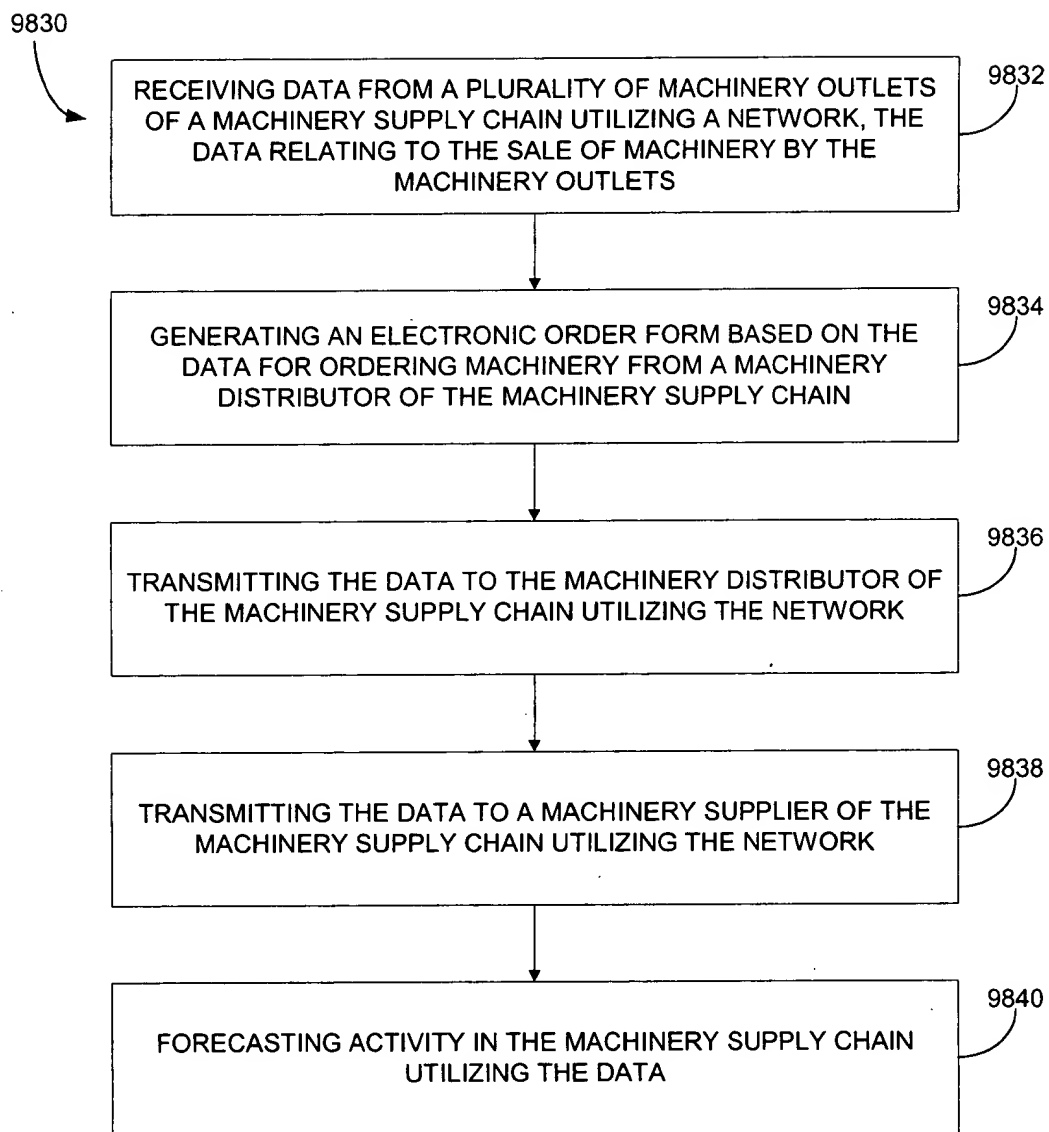 9830
RECEIVING DATA FROM A PLURALITY OF MACHINERY OUTLETS
OF A MACHINERY SUPPLY CHAIN UTILIZING A NETWORK, THE
DATA RELATING TO THE SALE OF MACHINERY BY THE
MACHINERY OUTLETS
9832
GENERATING AN ELECTRONIC ORDER FORM BASED ON THE
DATA FOR ORDERING MACHINERY FROM A MACHINERY
DISTRIBUTOR OF THE MACHINERY SUPPLY CHAIN
9834
TRANSMITTING THE DATA TO THE MACHINERY DISTRIBUTOR OF
THE MACHINERY SUPPLY CHAIN UTILIZING THE NETWORK
9836
TRANSMITTING THE DATA TO A MACHINERY SUPPLIER OF THE
MACHINERY SUPPLY CHAIN UTILIZING THE NETWORK
9838
FORECASTING ACTIVITY IN THE MACHINERY SUPPLY CHAIN
UTILIZING THE DATA
9840